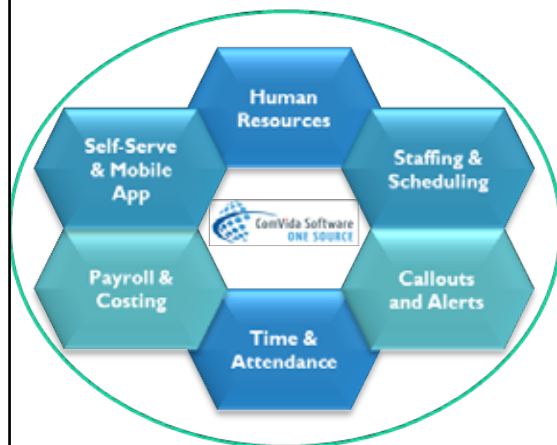 Human
Resources
Staffing &
Scheduling
Callouts
and Alerts
Time &
Attendance
Payroll &
Costing
Self-Serve
& Mobile
App
ComVida Software
ONE SOURCE